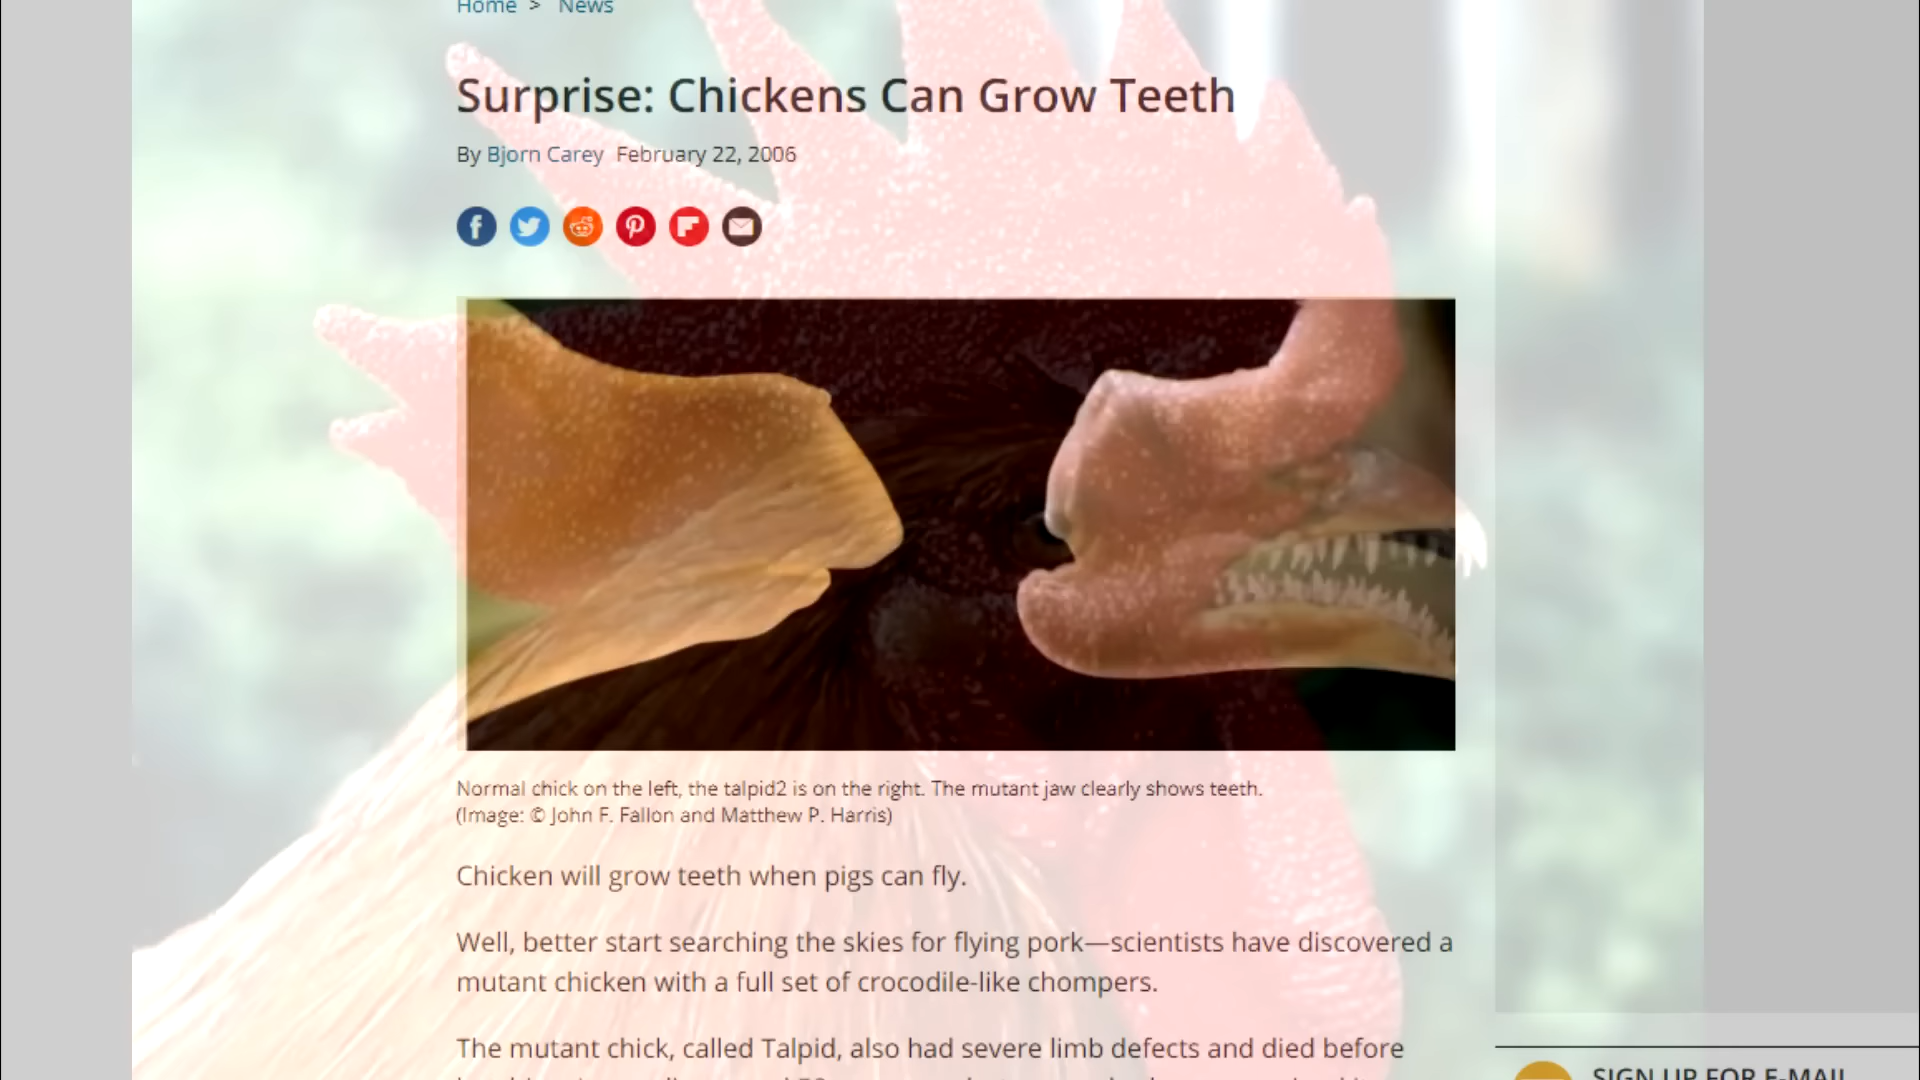 Home > News
Surprise: Chickens Can Grow Teeth
By Bjorn Carey February 22, 2006
Normal chick on the left, the talpid2 is on the right. The mutant jaw clearly shows teeth.
(Image: © John F. Fallon and Matthew P. Harris)
Chicken will grow teeth when pigs can fly.
Well, better start searching the skies for flying pork—scientists have discovered a
mutant chicken with a full set of crocodile-like chompers.
The mutant chick, called Talpid, also had severe limb defects and died before
SIGN UP FOR E-MAIL